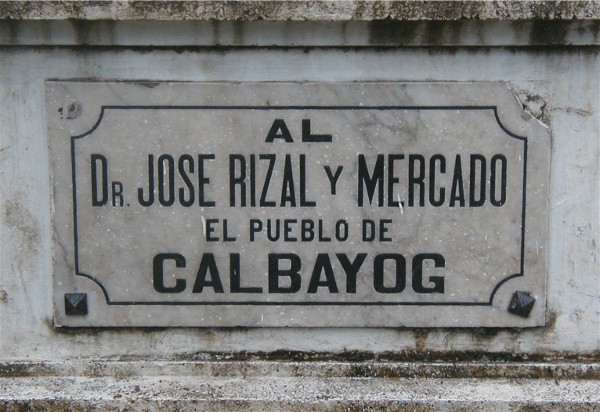 AL
DR. JOSE RIZAL Y MERCADO
EL PUEBLO DE
CALBAYOG